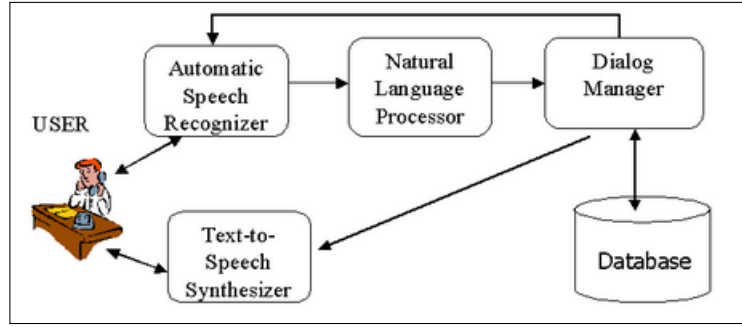 Automatic
Speech
Recognizer
Natural
Language
Processor
Dialog
Manager
USER
Text-to-
Speech
Synthesizer
Database